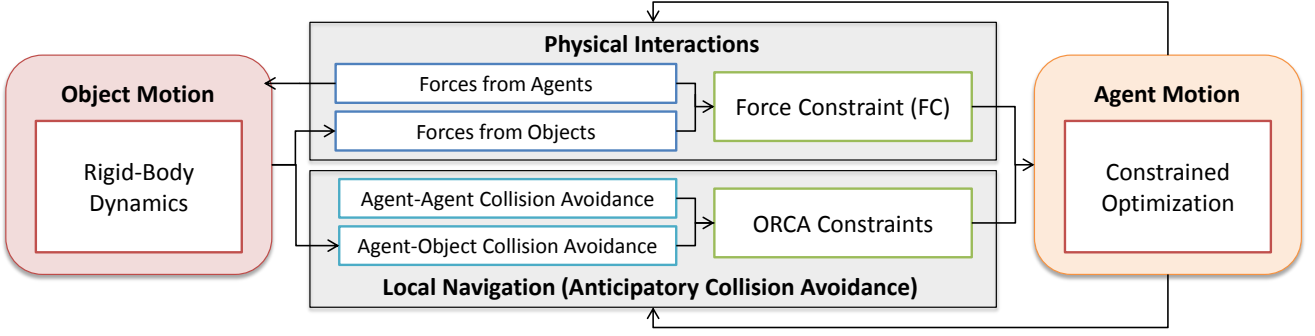 Object Motion
Rigid-Body
Dynamics
Physical Interactions
Forces from Agents
Forces from Objects
Force Constraint (FC)
Agent-Agent Collision Avoidance
Agent-Object Collision Avoidance
ORCA Constraints
Local Navigation (Anticipatory Collision Avoidance)
Agent Motion
Constrained
Optimization